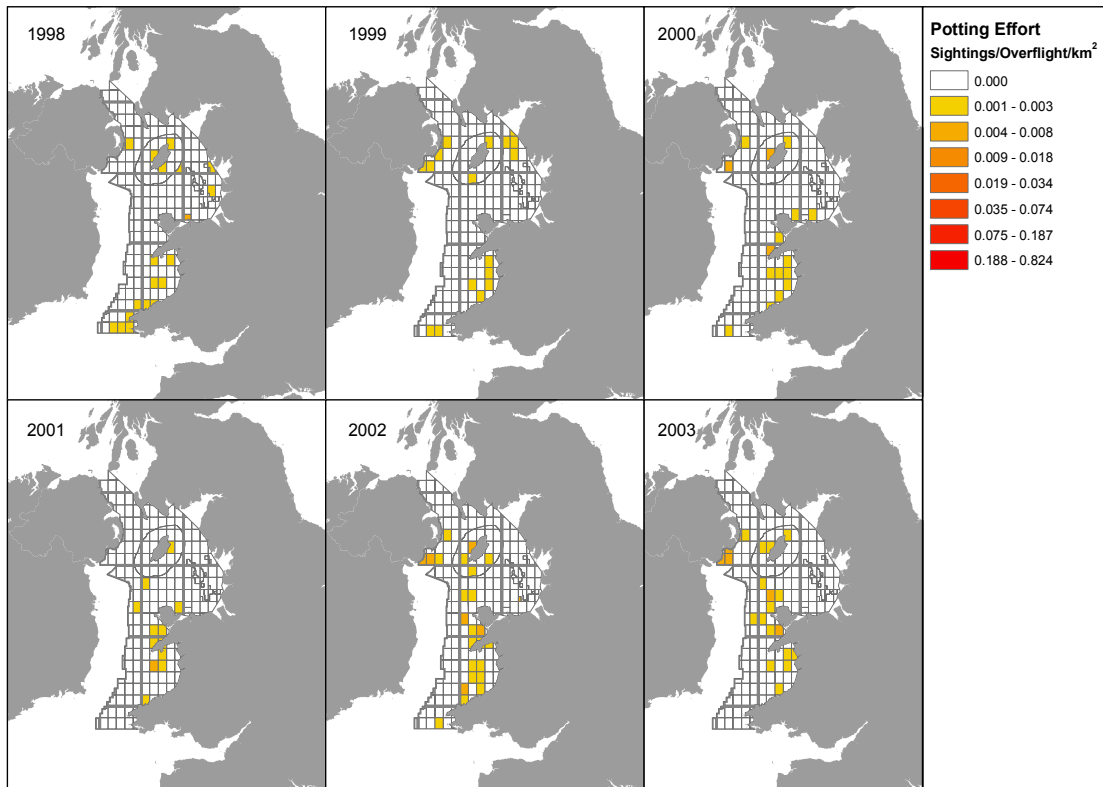 1998
1999
2000
Potting Effort
Sightings/Overflight/km²
0.000
0.001 - 0.003
0.004 - 0.008
0.009 - 0.018
0.019 - 0.034
0.035 - 0.074
0.075 - 0.187
0.188 - 0.824
2001
2002
2003